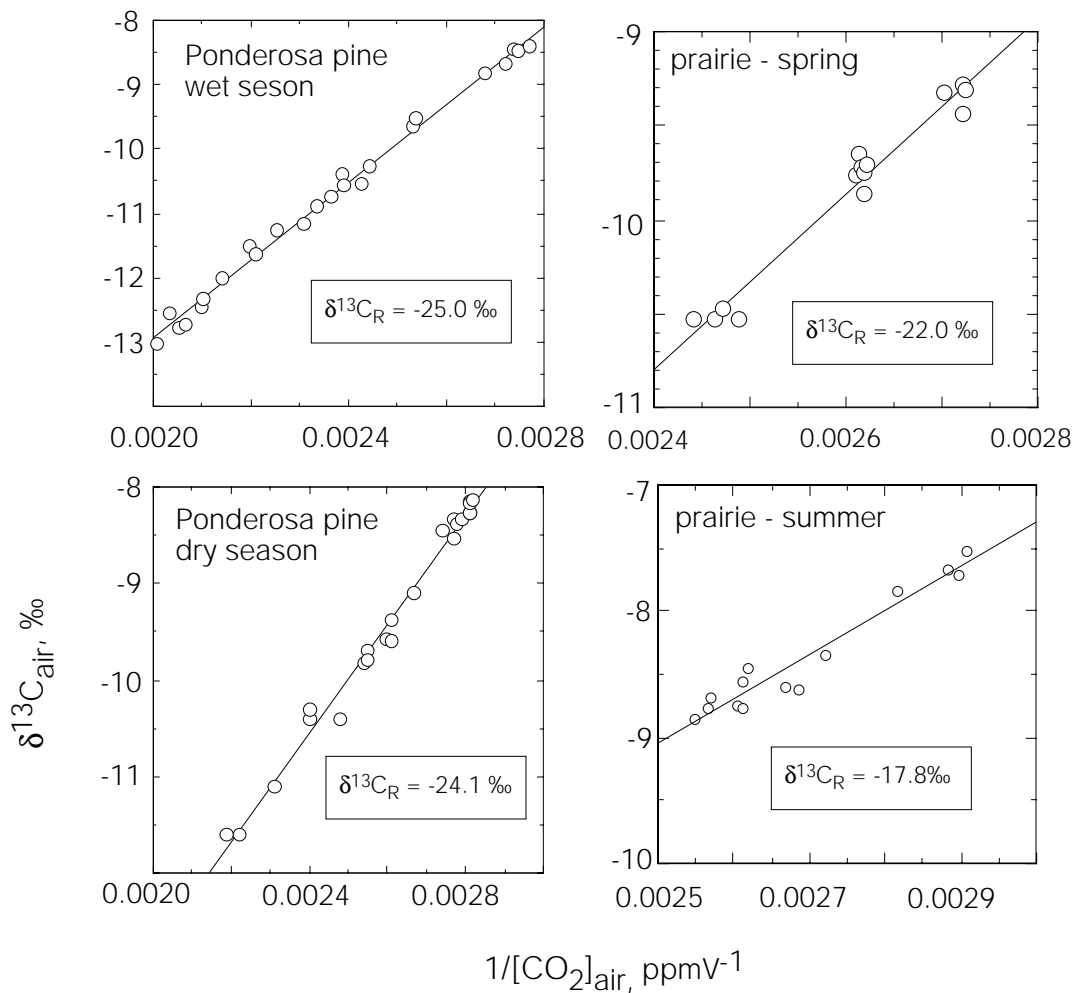 Ponderosa pine
wet seson
δ13CR = -25.0 ‰
-8
-9
-10
-11
-12
-13
0.0020
0.0024
0.0028
prairie - spring
δ13CR = -22.0 ‰
-9
-10
-11
0.0024
0.0026
0.0028
Ponderosa pine
dry season
δ13CR = -24.1 ‰
-8
-9
-10
-11
0.0020
0.0024
0.0028
prairie - summer
δ13CR = -17.8‰
-7
-8
-9
-10
0.0025
0.0027
0.0029
δ13Cair, ‰
1/[CO2]air, ppmV-1